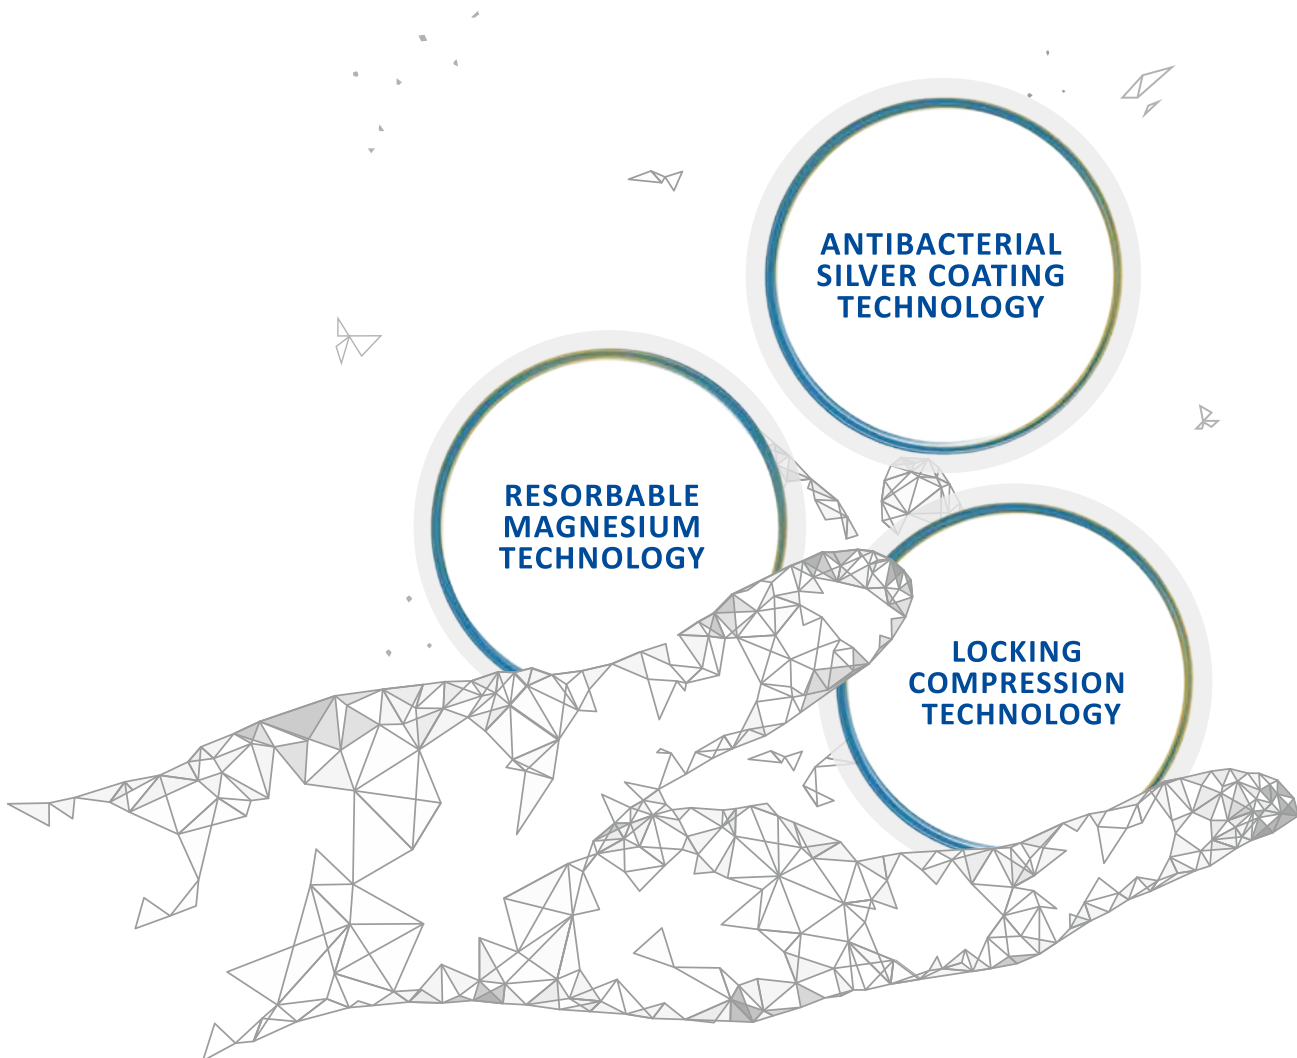 ANTIBACTERIAL
SILVER COATING
TECHNOLOGY
RESORBABLE
MAGNESIUM
TECHNOLOGY
LOCKING
COMPRESSION
TECHNOLOGY